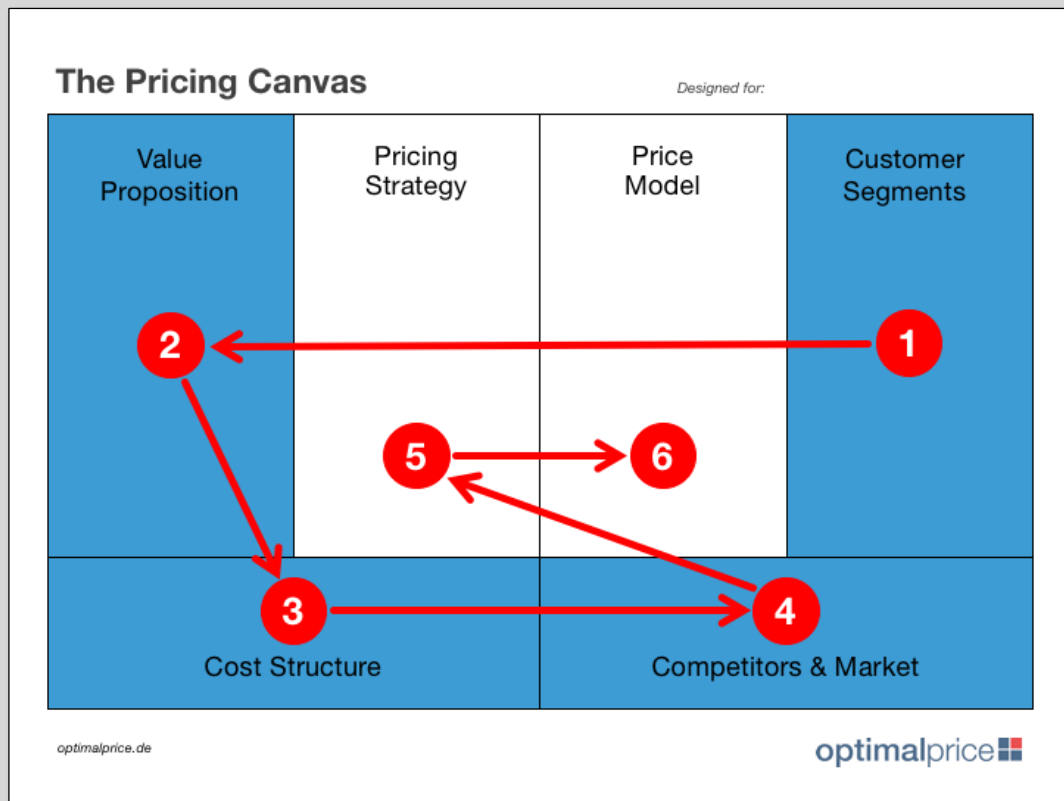 The Pricing Canvas
Designed for:
Value
Proposition
Pricing
Strategy
Price
Model
Customer
Segments
2
1
5
6
3
4
Cost Structure
Competitors & Market
optimalprice.de
optimalprice